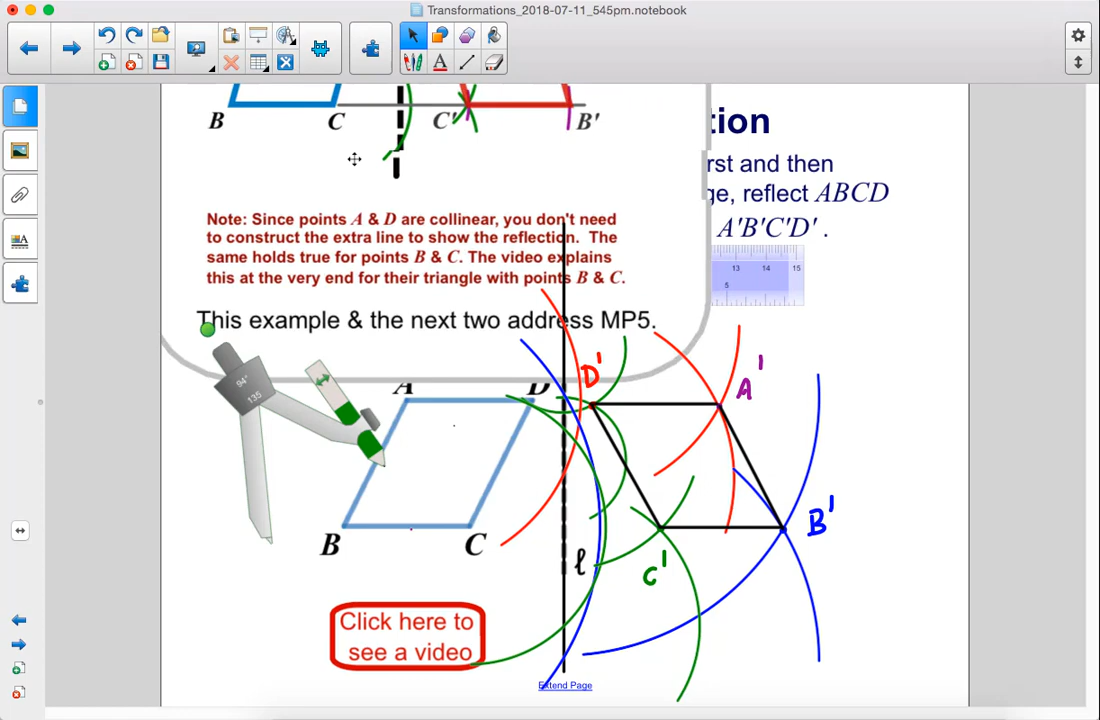 Transformations_2018-07-11_545pm.notebook
B
C
C'
B'
tion
rst and then
ge, reflect ABCD
A'B'C'D' .
13 14 15
5
Note: Since points A & D are collinear, you don't need
to construct the extra line to show the reflection. The
same holds true for points B & C. The video explains
this at the very end for their triangle with points B & C.
This example & the next two address MP5.
94°
135
A
D
D'
A'
B
C
l
C'
B'
Click here to
see a video
Extend Page